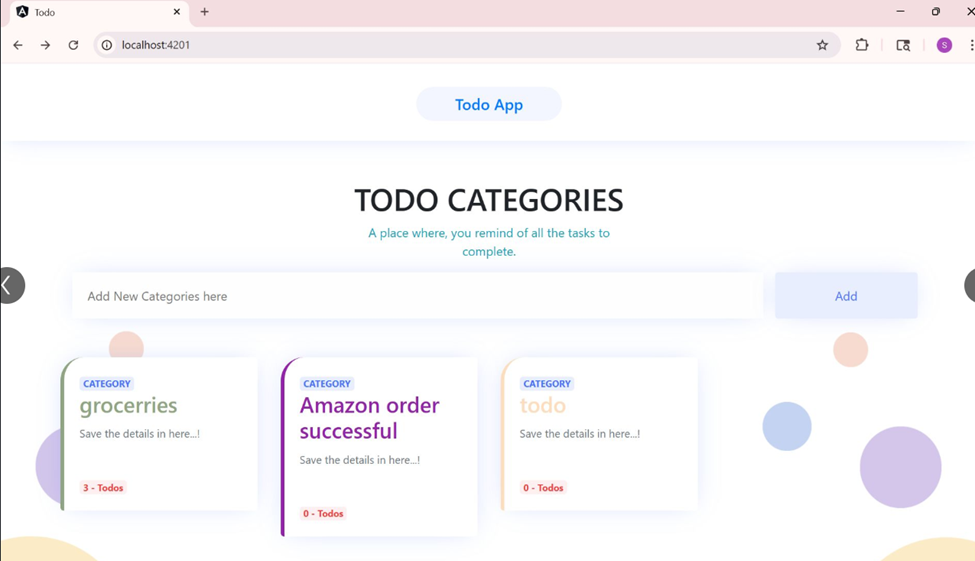 Todo
localhost:4201
S
Todo App
TODO CATEGORIES
A place where, you remind of all the tasks to
complete.
Add New Categories here
Add
CATEGORY
grocerries
Save the details in here...!
3 - Todos
CATEGORY
Amazon order
successful
Save the details in here...!
0 - Todos
CATEGORY
todo
Save the details in here...!
0 - Todos